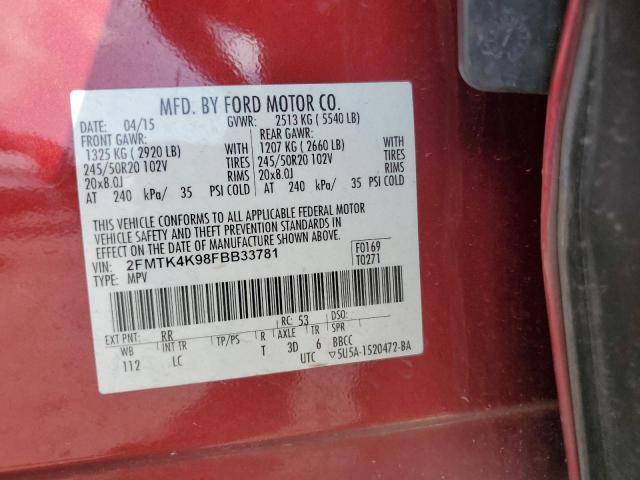 MFD. BY FORD MOTOR CO.
DATE: 04/15 GVWR: 2513 KG ( 5540 LB)
FRONT GAWR: REAR GAWR:
1325 KG ( 2920 LB) 1207 KG ( 2660 LB)
WITH WITH
245/50R20 102V TIRES 245/50R20 102V TIRES
20x8.0J RIMS 20x8.0J RIMS
AT 240 kPa/ 35 PSI COLD AT 240 kPa/ 35 PSI COLD
THIS VEHICLE CONFORMS TO ALL APPLICABLE FEDERAL MOTOR
VEHICLE SAFETY AND THEFT PREVENTION STANDARDS IN
EFFECT ON THE DATE OF MANUFACTURE SHOWN ABOVE.
VIN: 2FMTK4K98FBB33781 F0169
TYPE: MPV T0271
EXT PNT: RR RC: 53 DSO:
WB INT TR TP/PS R AXLE TR SPR
112 LC T 3D 6 BBCC
UTC ▽5U5A-1520472-BA